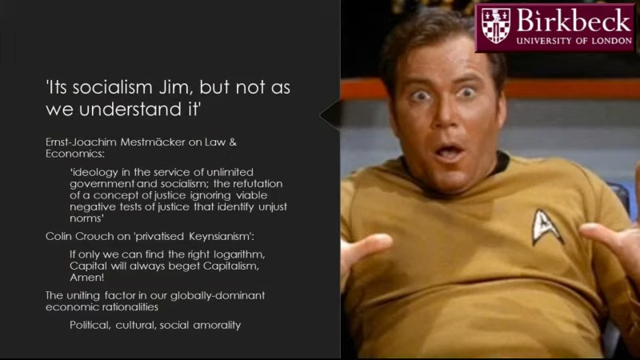 Birkbeck
UNIVERSITY OF LONDON
'Its socialism Jim, but not as
we understand it'
Ernst-Joachim Mestmäcker on Law &
Economics:
'ideology in the service of unlimited
government and socialism; the refutation
of a concept of justice ignoring viable
negative tests of justice that identify unjust
norms'
Colin Crouch on 'privatised Keynsianism':
If only we can find the right logarithm,
Capital will always beget Capitalism,
Amen!
The uniting factor in our globally-dominant
economic rationalities
Political, cultural, social amorality